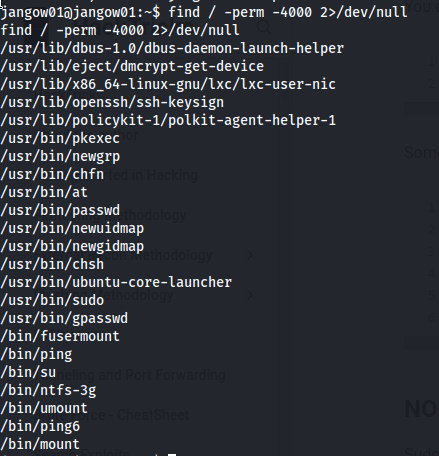 jangow01@jangow01:~$ find / -perm -4000 2>/dev/null
find / -perm -4000 2>/dev/null
/usr/lib/dbus-1.0/dbus-daemon-launch-helper
/usr/lib/eject/dmcrypt-get-device
/usr/lib/x86_64-linux-gnu/lxc/lxc-user-nic
/usr/lib/openssh/ssh-keysign
/usr/lib/policykit-1/polkit-agent-helper-1
/usr/bin/pkexec
/usr/bin/newgrp
/usr/bin/chfn
/usr/bin/at
/usr/bin/passwd
/usr/bin/newuidmap
/usr/bin/newgidmap
/usr/bin/chsh
/usr/bin/ubuntu-core-launcher
/usr/bin/sudo
/usr/bin/gpasswd
/bin/fusermount
/bin/ping
/bin/su
/bin/ntfs-3g
/bin/umount
/bin/ping6
/bin/mount